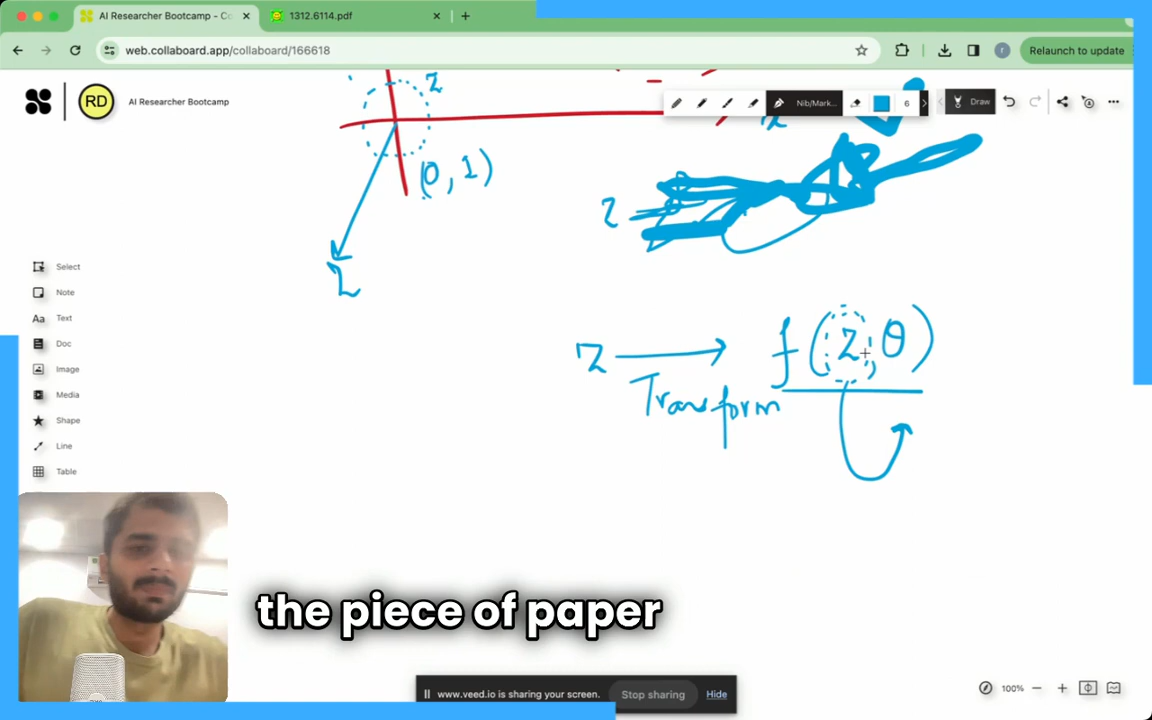 AI Researcher Bootcamp - Co
1312.6114.pdf
web.collaboard.app/collaboard/166618
Relaunch to update
RD
AI Researcher Bootcamp
Nib/Mark...
6
Draw
z
(0, 1)
z
z
Select
Note
Aa Text
Doc
Image
Media
Shape
Line
Table
z
Transform
f(z, θ)
the piece of paper
www.veed.io is sharing your screen.
Stop sharing
Hide
100%